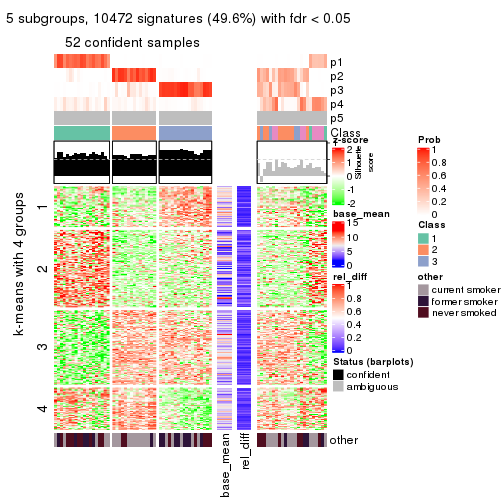 5 subgroups, 10472 signatures (49.6%) with fdr < 0.05
52 confident samples
p1
p2
p3
p4
p5
Class
1
2
3
4
k-means with 4 groups
other
base_mean
rel_diff
z-score
2
1
0
-1
-2
Silhouette
score
base_mean
15
10
5
0
rel_diff
1
0.8
0.6
0.4
0.2
0
Status (barplots)
confident
ambiguous
Prob
1
0.8
0.6
0.4
0.2
0
Class
1
2
3
other
current smoker
former smoker
never smoked